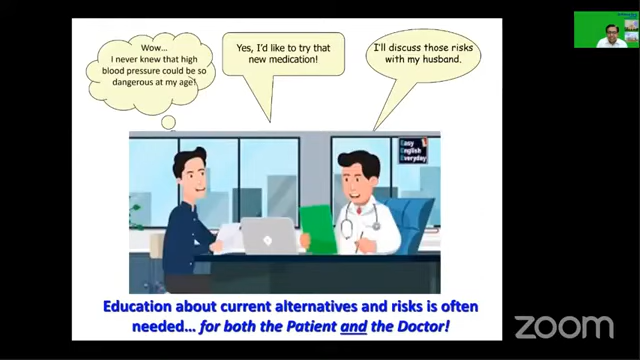 Wow...
I never knew that high
blood pressure could be so
dangerous at my age!
Yes, I'd like to try that
new medication!
I'll discuss those risks
with my husband.
Easy
English
Everyday
Education about current alternatives and risks is often
needed... for both the Patient and the Doctor!
zoom